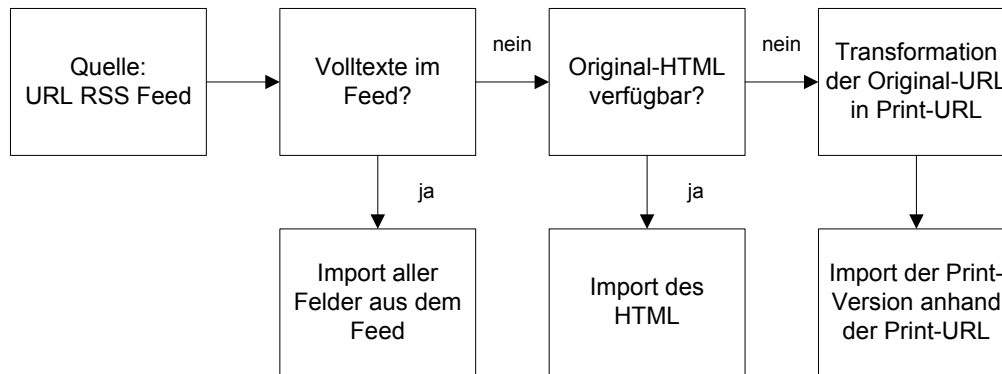 Quelle:
URL RSS Feed
Volltexte im
Feed?
nein
Original-HTML
verfügbar?
nein
Transformation
der Original-URL
in Print-URL
ja
ja
Import aller
Felder aus dem
Feed
Import des
HTML
Import der Print-
Version anhand
der Print-URL